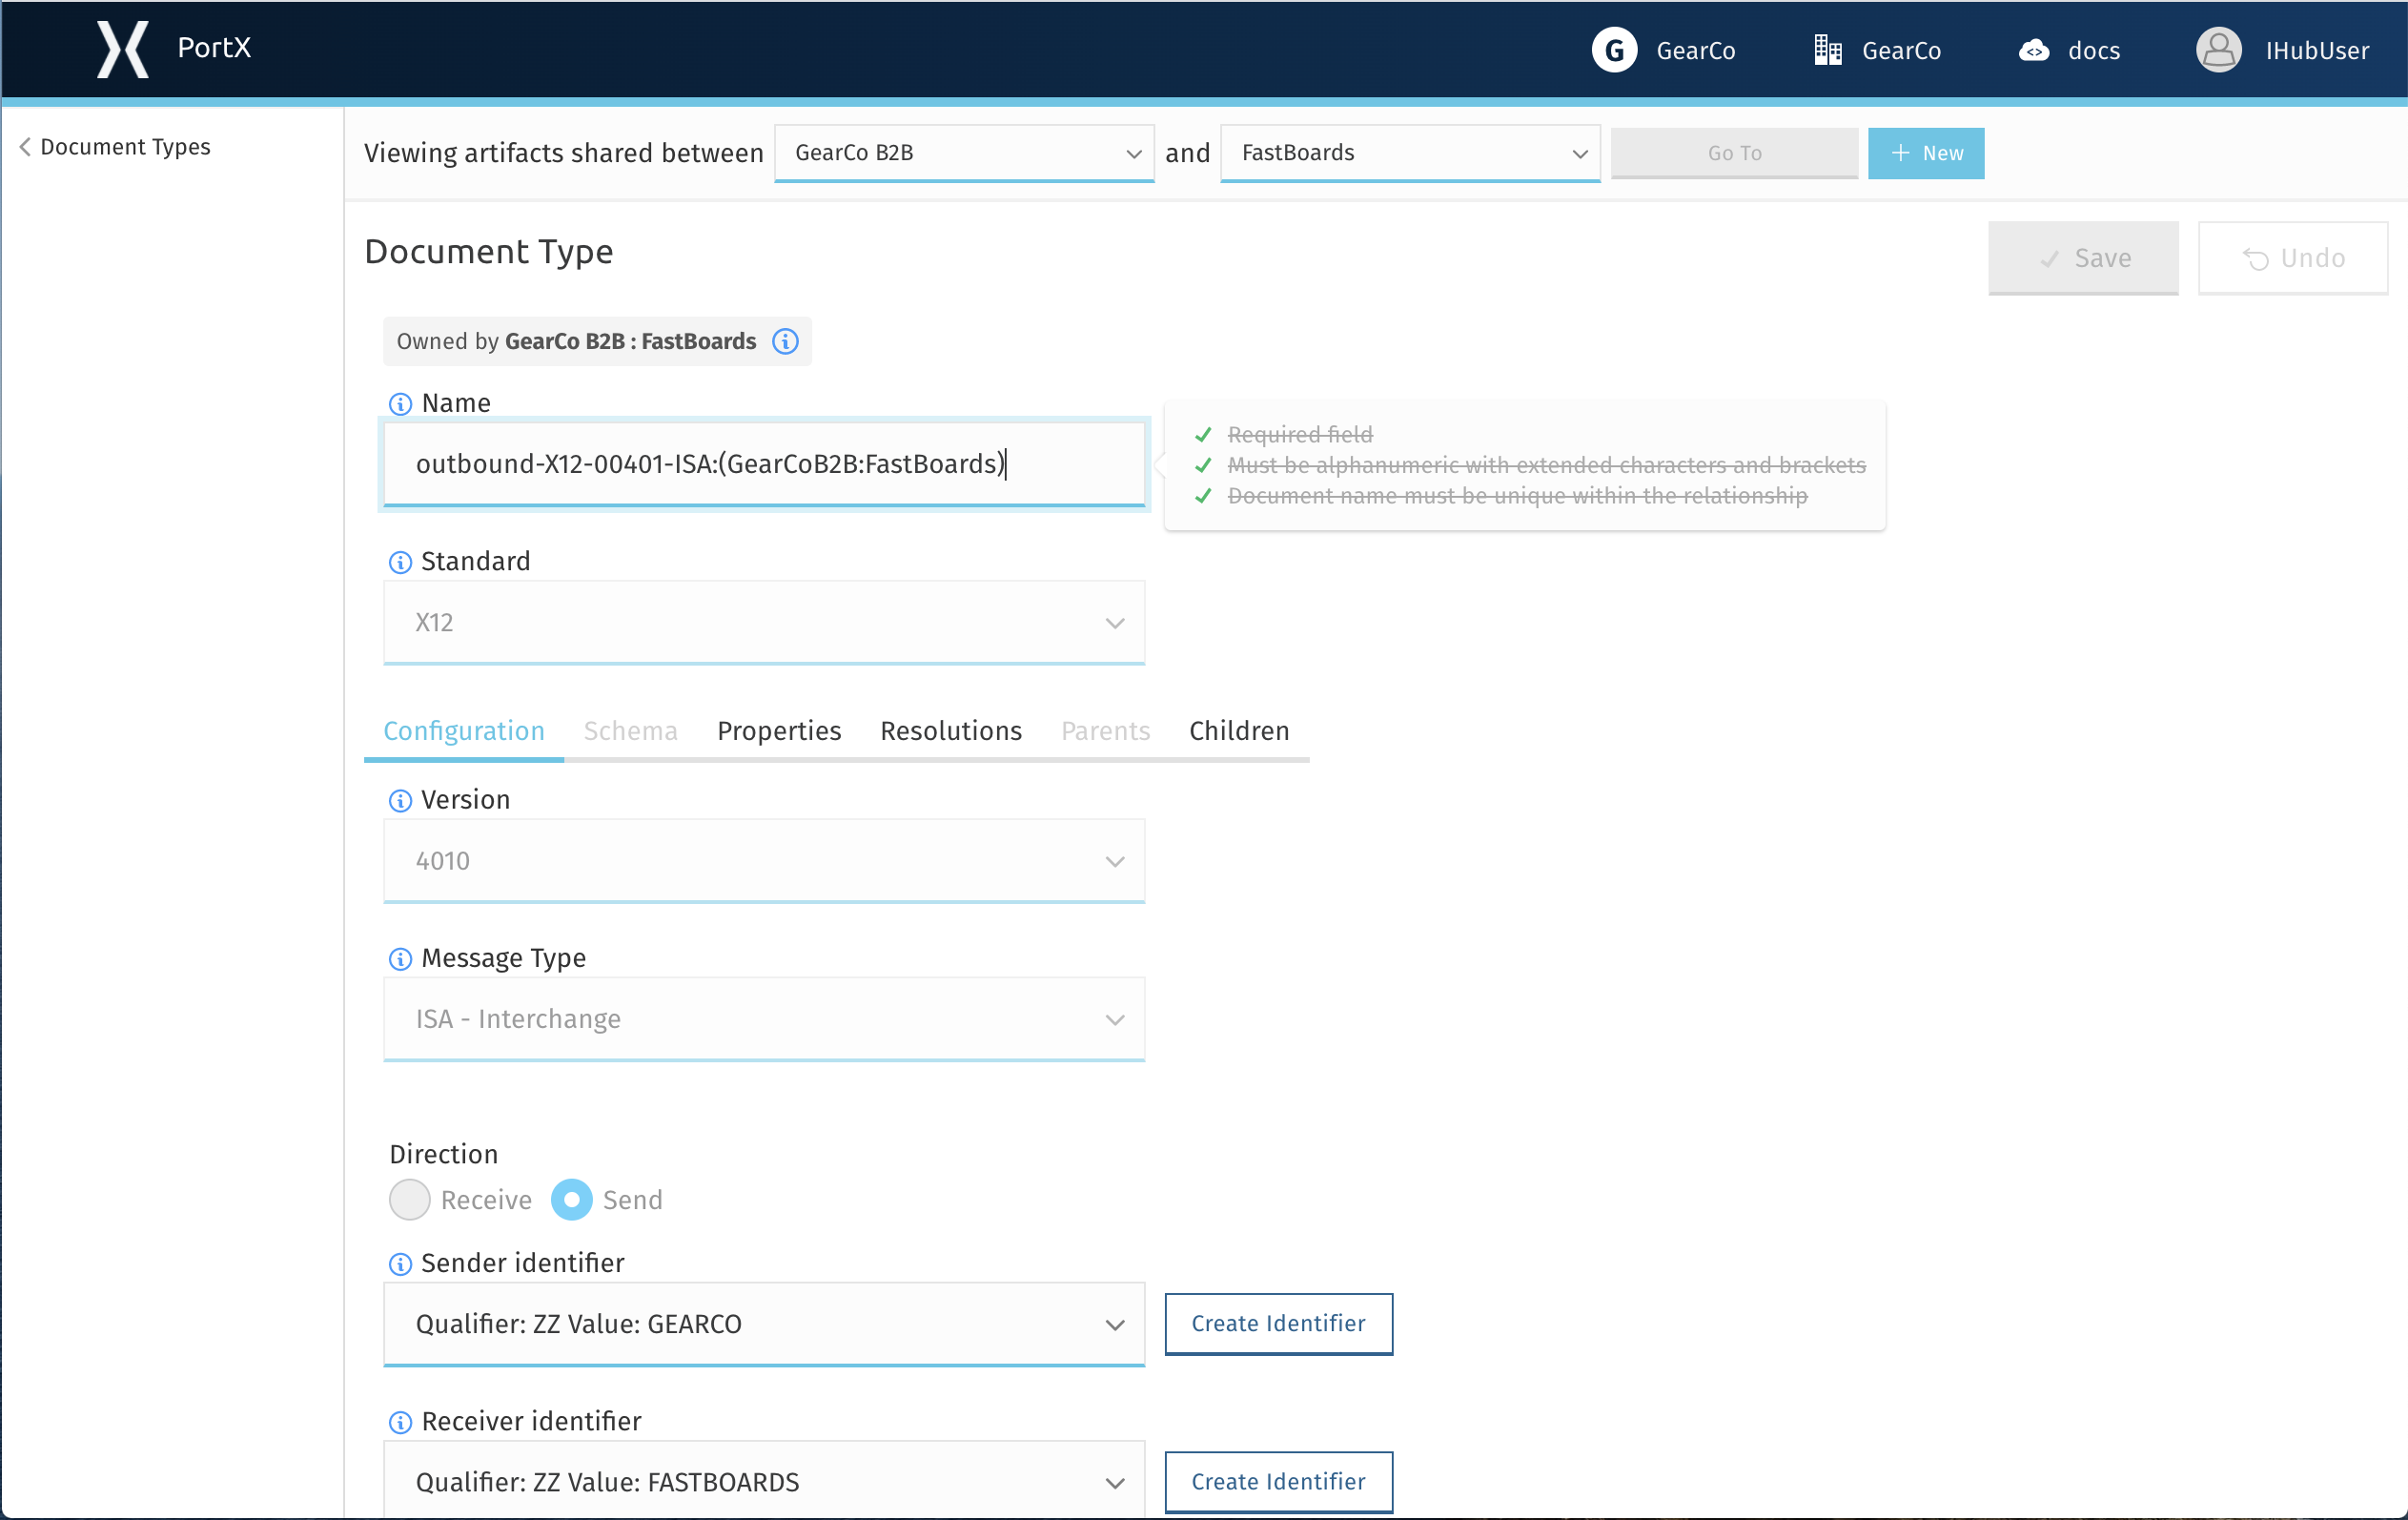 PortX
G GearCo GearCo docs IHubUser
Document Types
Viewing artifacts shared between GearCo B2B and FastBoards Go To + New
Document Type
Save Undo
Owned by GearCo B2B : FastBoards
Name
outbound-X12-00401-ISA:(GearCoB2B:FastBoards)
Required field
Must be alphanumeric with extended characters and brackets
Document name must be unique within the relationship
Standard
X12
Configuration Schema Properties Resolutions Parents Children
Version
4010
Message Type
ISA - Interchange
Direction
Receive Send
Sender identifier
Qualifier: ZZ Value: GEARCO Create Identifier
Receiver identifier
Qualifier: ZZ Value: FASTBOARDS Create Identifier